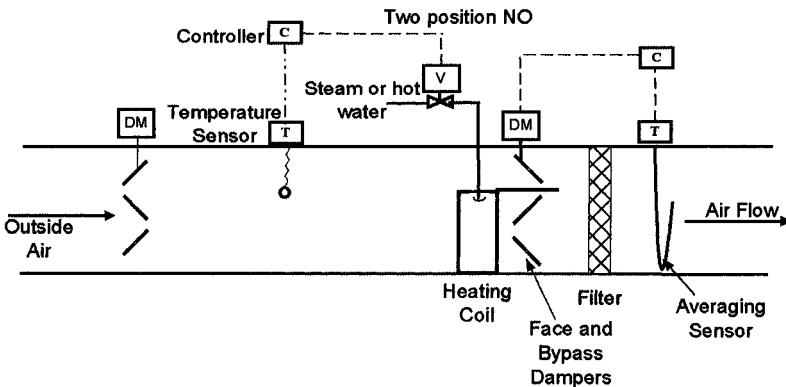 Two position NO
Controller
C
C
Steam or hot
water
V
Temperature
Sensor
DM
T
DM
T
Outside
Air
Air Flow
Heating
Coil
Filter
Averaging
Sensor
Face and
Bypass
Dampers